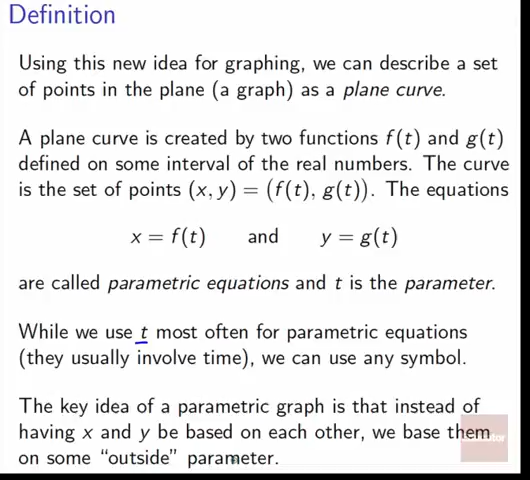 Definition
Using this new idea for graphing, we can describe a set
of points in the plane (a graph) as a plane curve.
A plane curve is created by two functions f(t) and g(t)
defined on some interval of the real numbers. The curve
is the set of points (x, y) = (f(t), g(t)). The equations
x = f(t) and y = g(t)
are called parametric equations and t is the parameter.
While we use t most often for parametric equations
(they usually involve time), we can use any symbol.
The key idea of a parametric graph is that instead of
having x and y be based on each other, we base them
on some “outside” parameter.